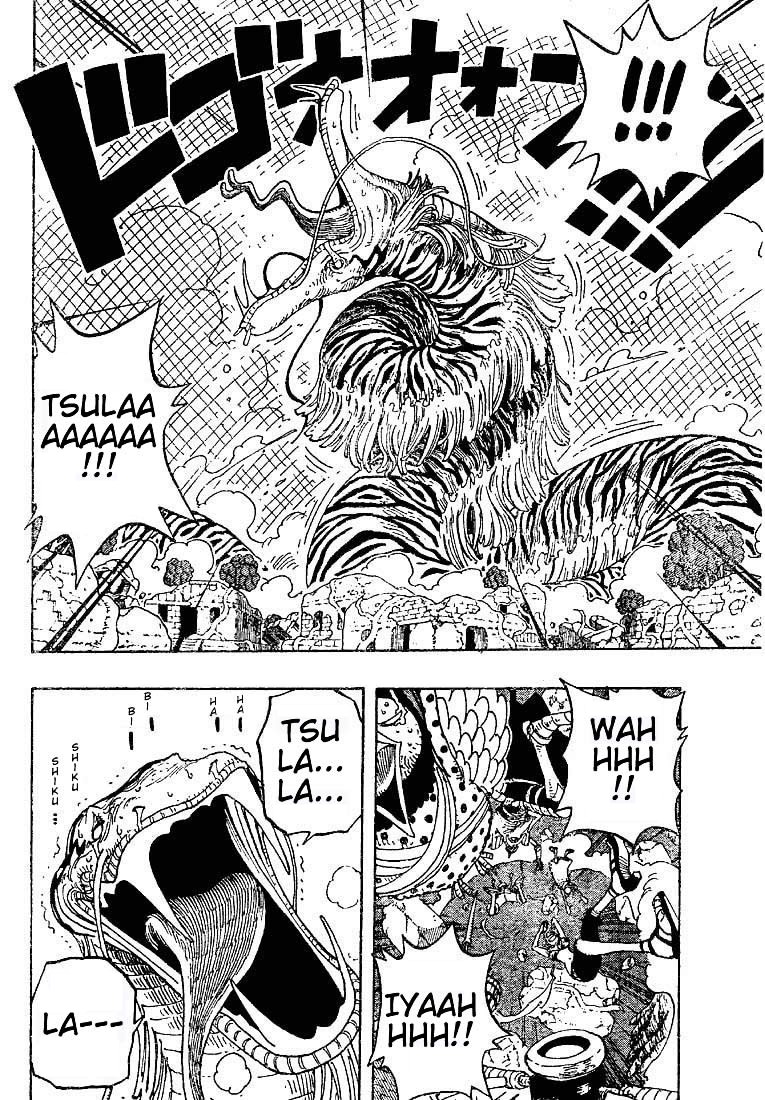 !!!
ドゴオオォン!!
TSULAA
AAAAAA
!!!
WAH
HHH
!!
IYAAH
HHH!!
TSU
LA...
LA...
HA
HA
BI
BI
SHIKU
SHIKU
LA---